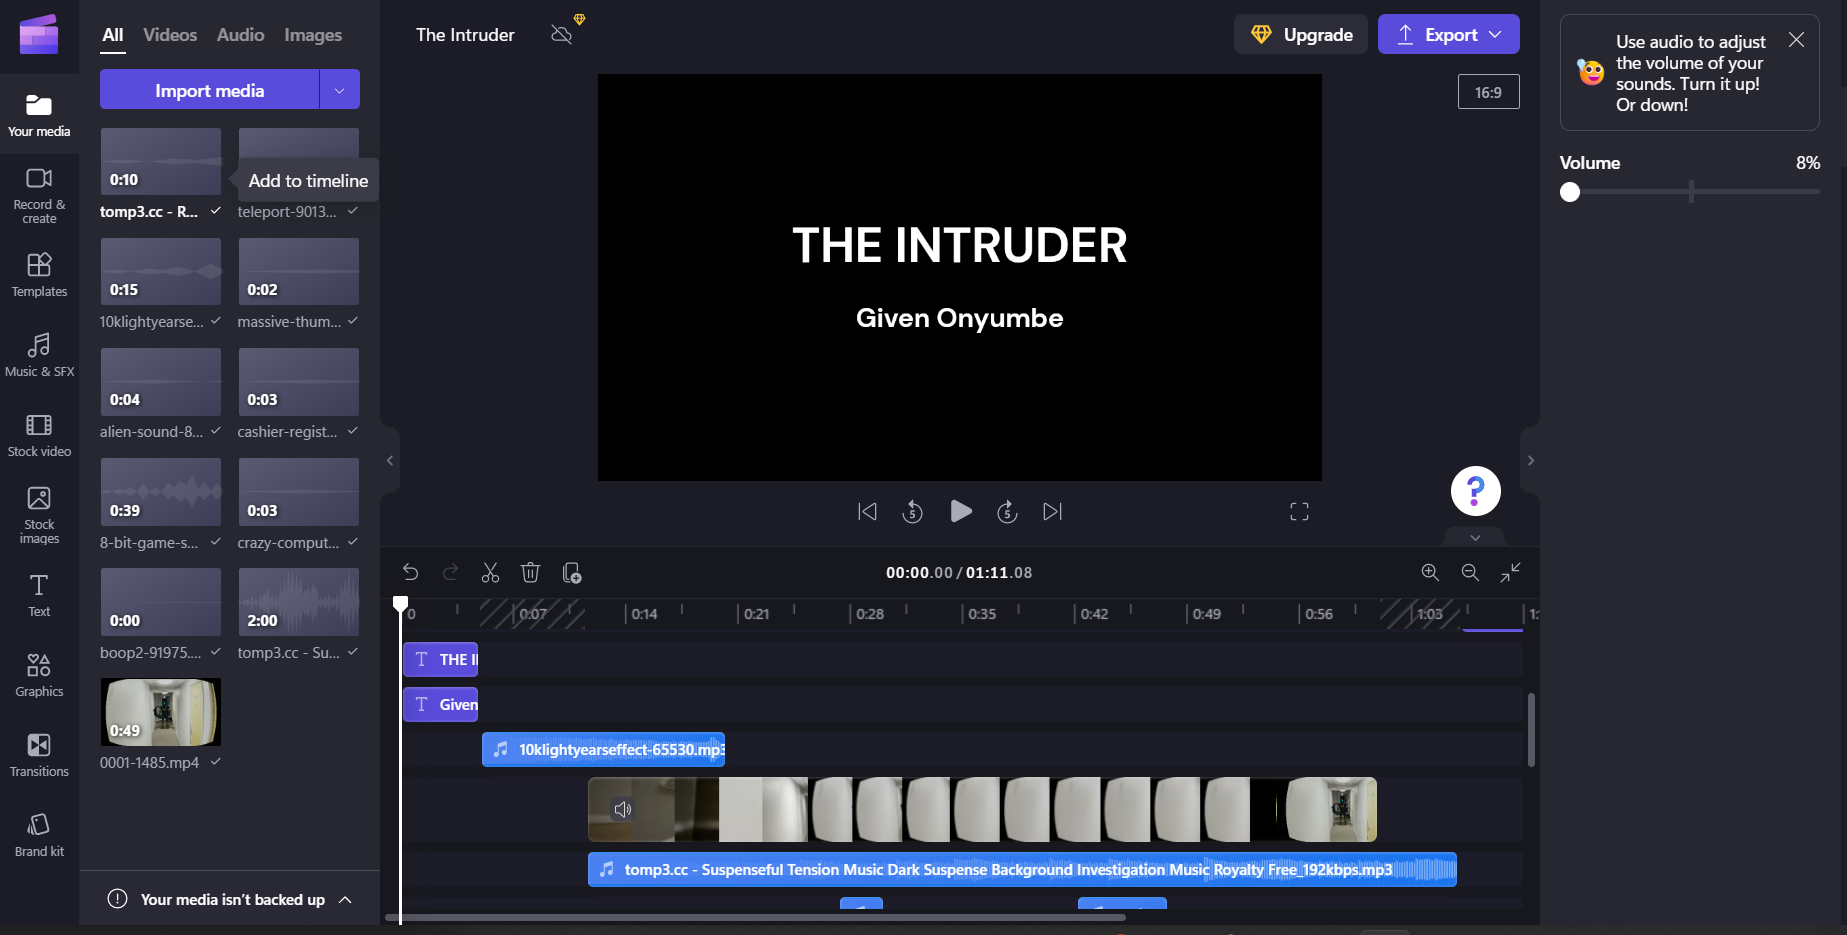 All Videos Audio Images
The Intruder
Upgrade
Export
Use audio to adjust
the volume of your
sounds. Turn it up!
Or down!
Import media
16:9
Your media
0:10
Add to timeline
tomp3.cc - R...
teleport-9013...
Volume 8%
Record &
create
THE INTRUDER
Given Onyumbe
0:15
0:02
10klightyearse...
massive-thum...
Templates
Music & SFX
0:04
0:03
alien-sound-8...
cashier-regist...
Stock video
0:39
0:03
8-bit-game-s...
crazy-comput...
Stock
images
5
5
?
00:00.00 / 01:11.08
Text
0:00
2:00
boop2-91975....
tomp3.cc - Su...
0 0:07 0:14 0:21 0:28 0:35 0:42 0:49 0:56 1:03
T THE I
T Given
Graphics
0:49
0001-1485.mp4
10klightyearseffect-65530.mp3
Transitions
Brand kit
tomp3.cc - Suspenseful Tension Music Dark Suspense Background Investigation Music Royalty Free_192kbps.mp3
Your media isn't backed up